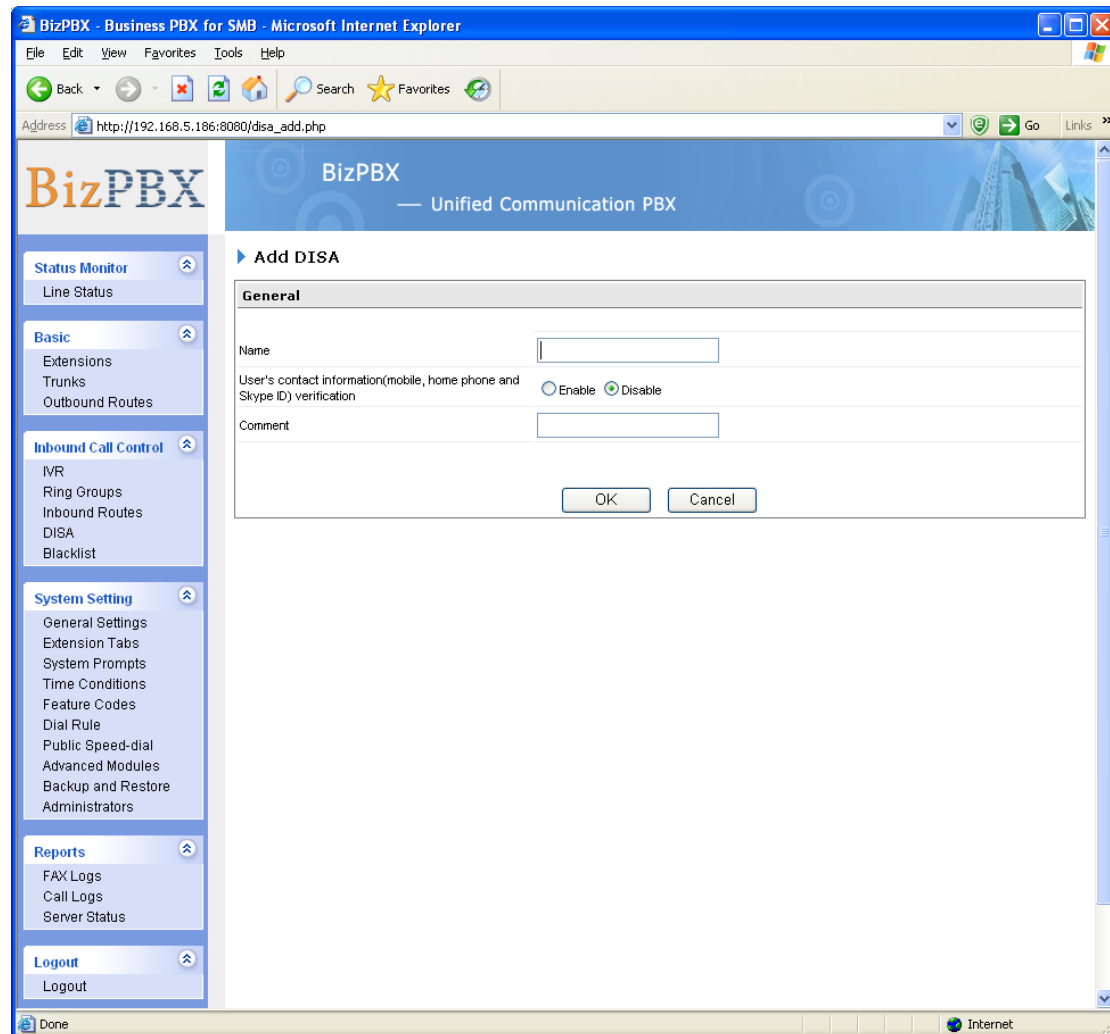 BizPBX - Business PBX for SMB - Microsoft Internet Explorer
File Edit View Favorites Tools Help
Back Search Favorites
Address http://192.168.5.186:8080/disa_add.php Go Links »
BizPBX
BizPBX
— Unified Communication PBX
Status Monitor
Line Status
Basic
Extensions
Trunks
Outbound Routes
Inbound Call Control
IVR
Ring Groups
Inbound Routes
DISA
Blacklist
System Setting
General Settings
Extension Tabs
System Prompts
Time Conditions
Feature Codes
Dial Rule
Public Speed-dial
Advanced Modules
Backup and Restore
Administrators
Reports
FAX Logs
Call Logs
Server Status
Logout
Logout
Add DISA
General
Name
User's contact information(mobile, home phone and
Skype ID) verification
Enable Disable
Comment
OK Cancel
Done Internet